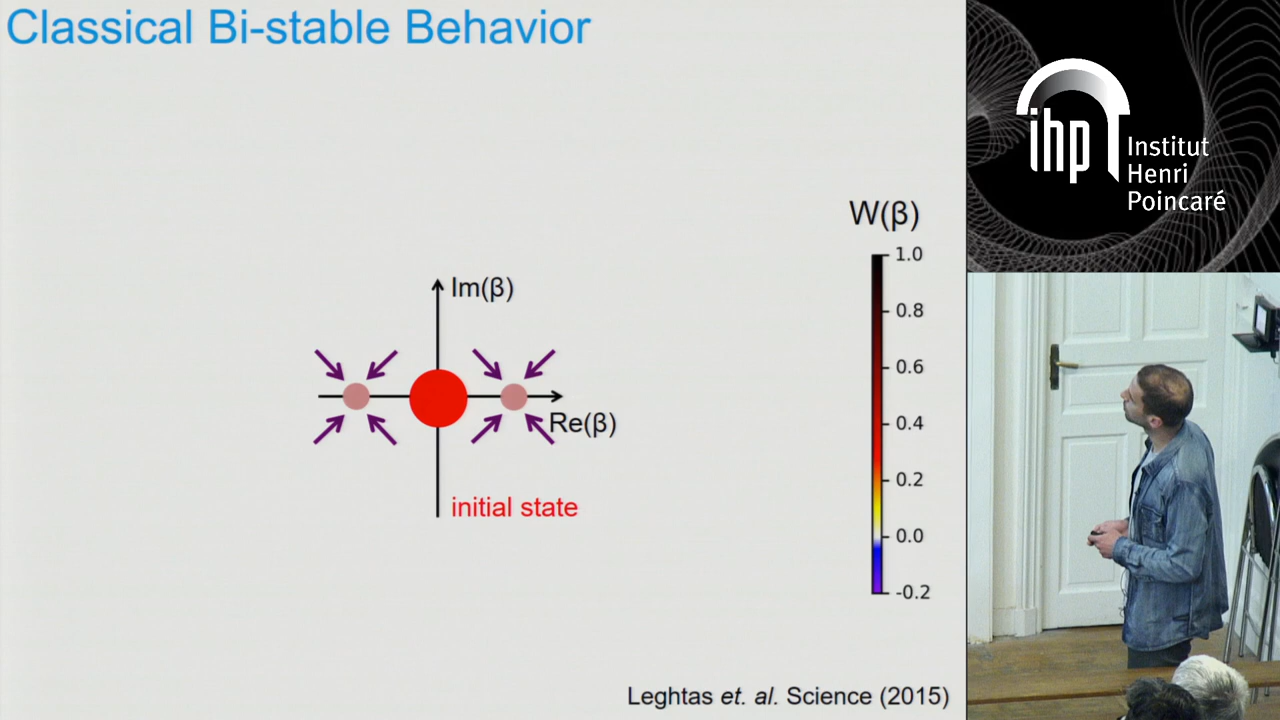 Classical Bi-stable Behavior
ihp
Institut
Henri
Poincaré
W(β)
1.0
0.8
0.6
0.4
0.2
0.0
-0.2
Im(β)
Re(β)
initial state
Leghtas et. al. Science (2015)